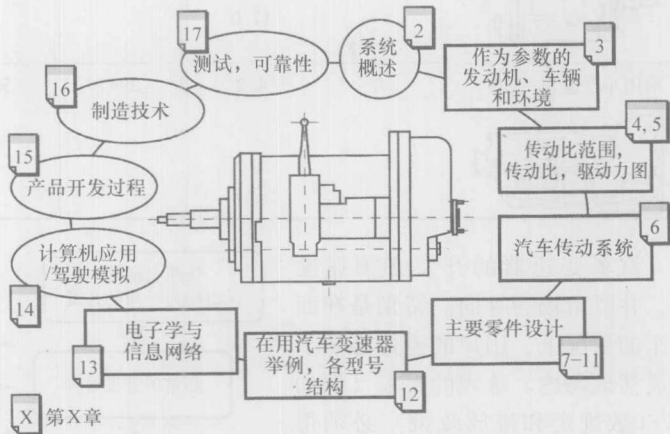 17
测试，可靠性
系统
概述
2
作为参数的
发动机、车辆
和环境
3
传动比范围，
传动比，驱动力图
4, 5
汽车传动系统
6
主要零件设计
7–11
在用汽车变速器
举例，各型号
结构
12
电子学与
信息网络
13
计算机应用
/驾驶模拟
14
产品开发过程
15
制造技术
16
X 第X章